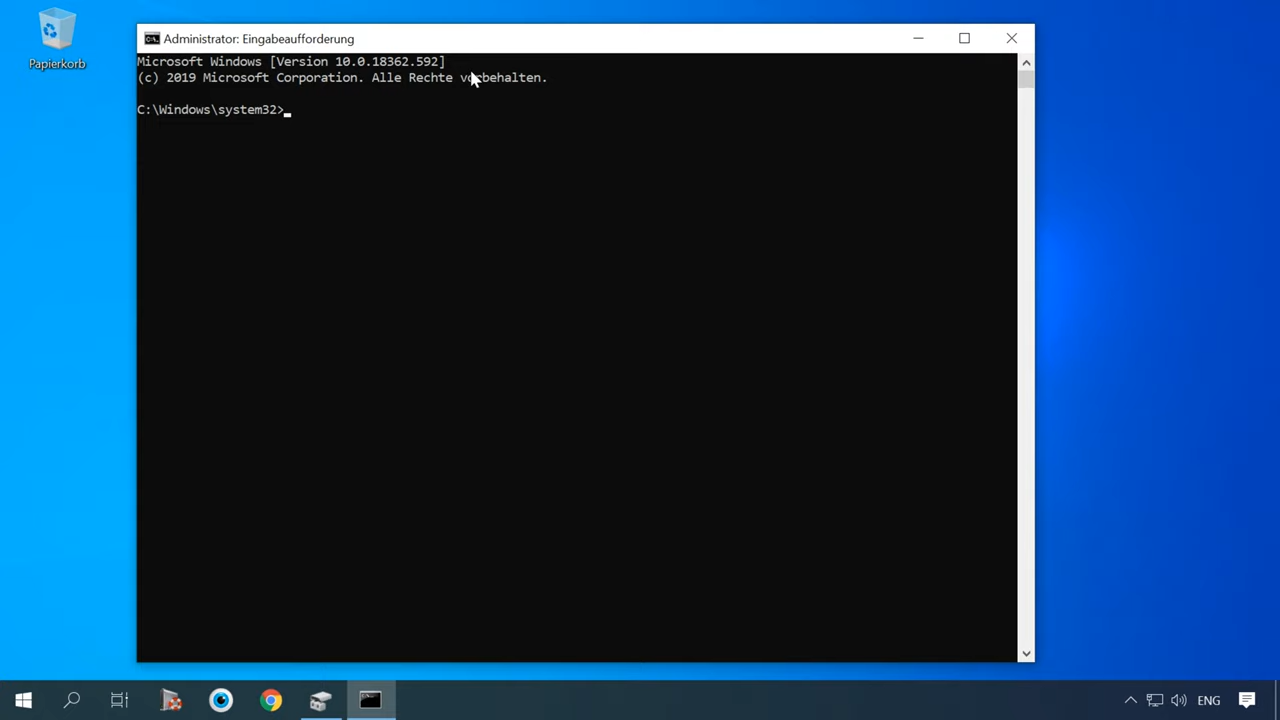 Papierkorb
Administrator: Eingabeaufforderung
Microsoft Windows [Version 10.0.18362.592]
(c) 2019 Microsoft Corporation. Alle Rechte vorbehalten.
C:\Windows\system32>
ENG